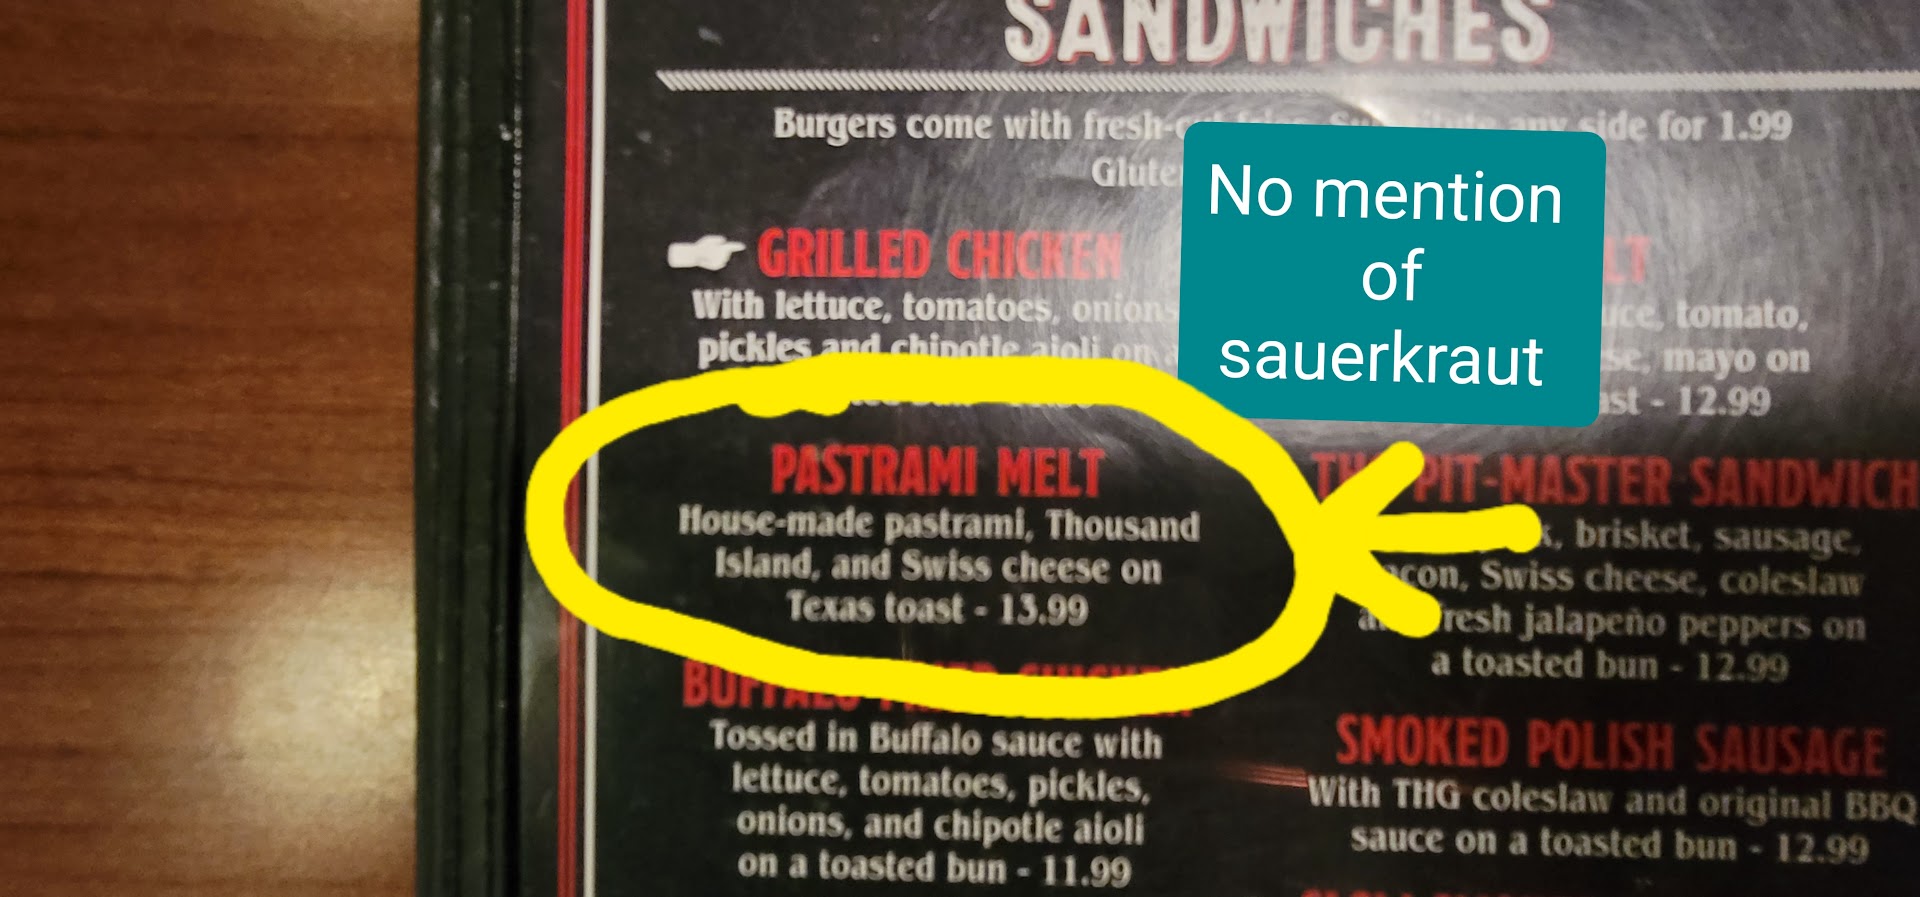 SANDWICHES
Burgers come with fresh- side for 1.99
No mention
of
sauerkraut
GRILLED CHICKEN
With lettuce, tomatoes, onions
pickles and chipotle aioli on
PASTRAMI MELT
House-made pastrami, Thousand
Island, and Swiss cheese on
Texas toast - 13.99
BUFFALO CHICKEN
Tossed in Buffalo sauce with
lettuce, tomatoes, pickles,
onions, and chipotle aioli
on a toasted bun - 11.99
tomato,
mayo on
- 12.99
PIT-MASTER SANDWICH
brisket, sausage,
Swiss cheese, coleslaw
fresh jalapeño peppers on
a toasted bun - 12.99
SMOKED POLISH SAUSAGE
With THG coleslaw and original BBQ
sauce on a toasted bun - 12.99